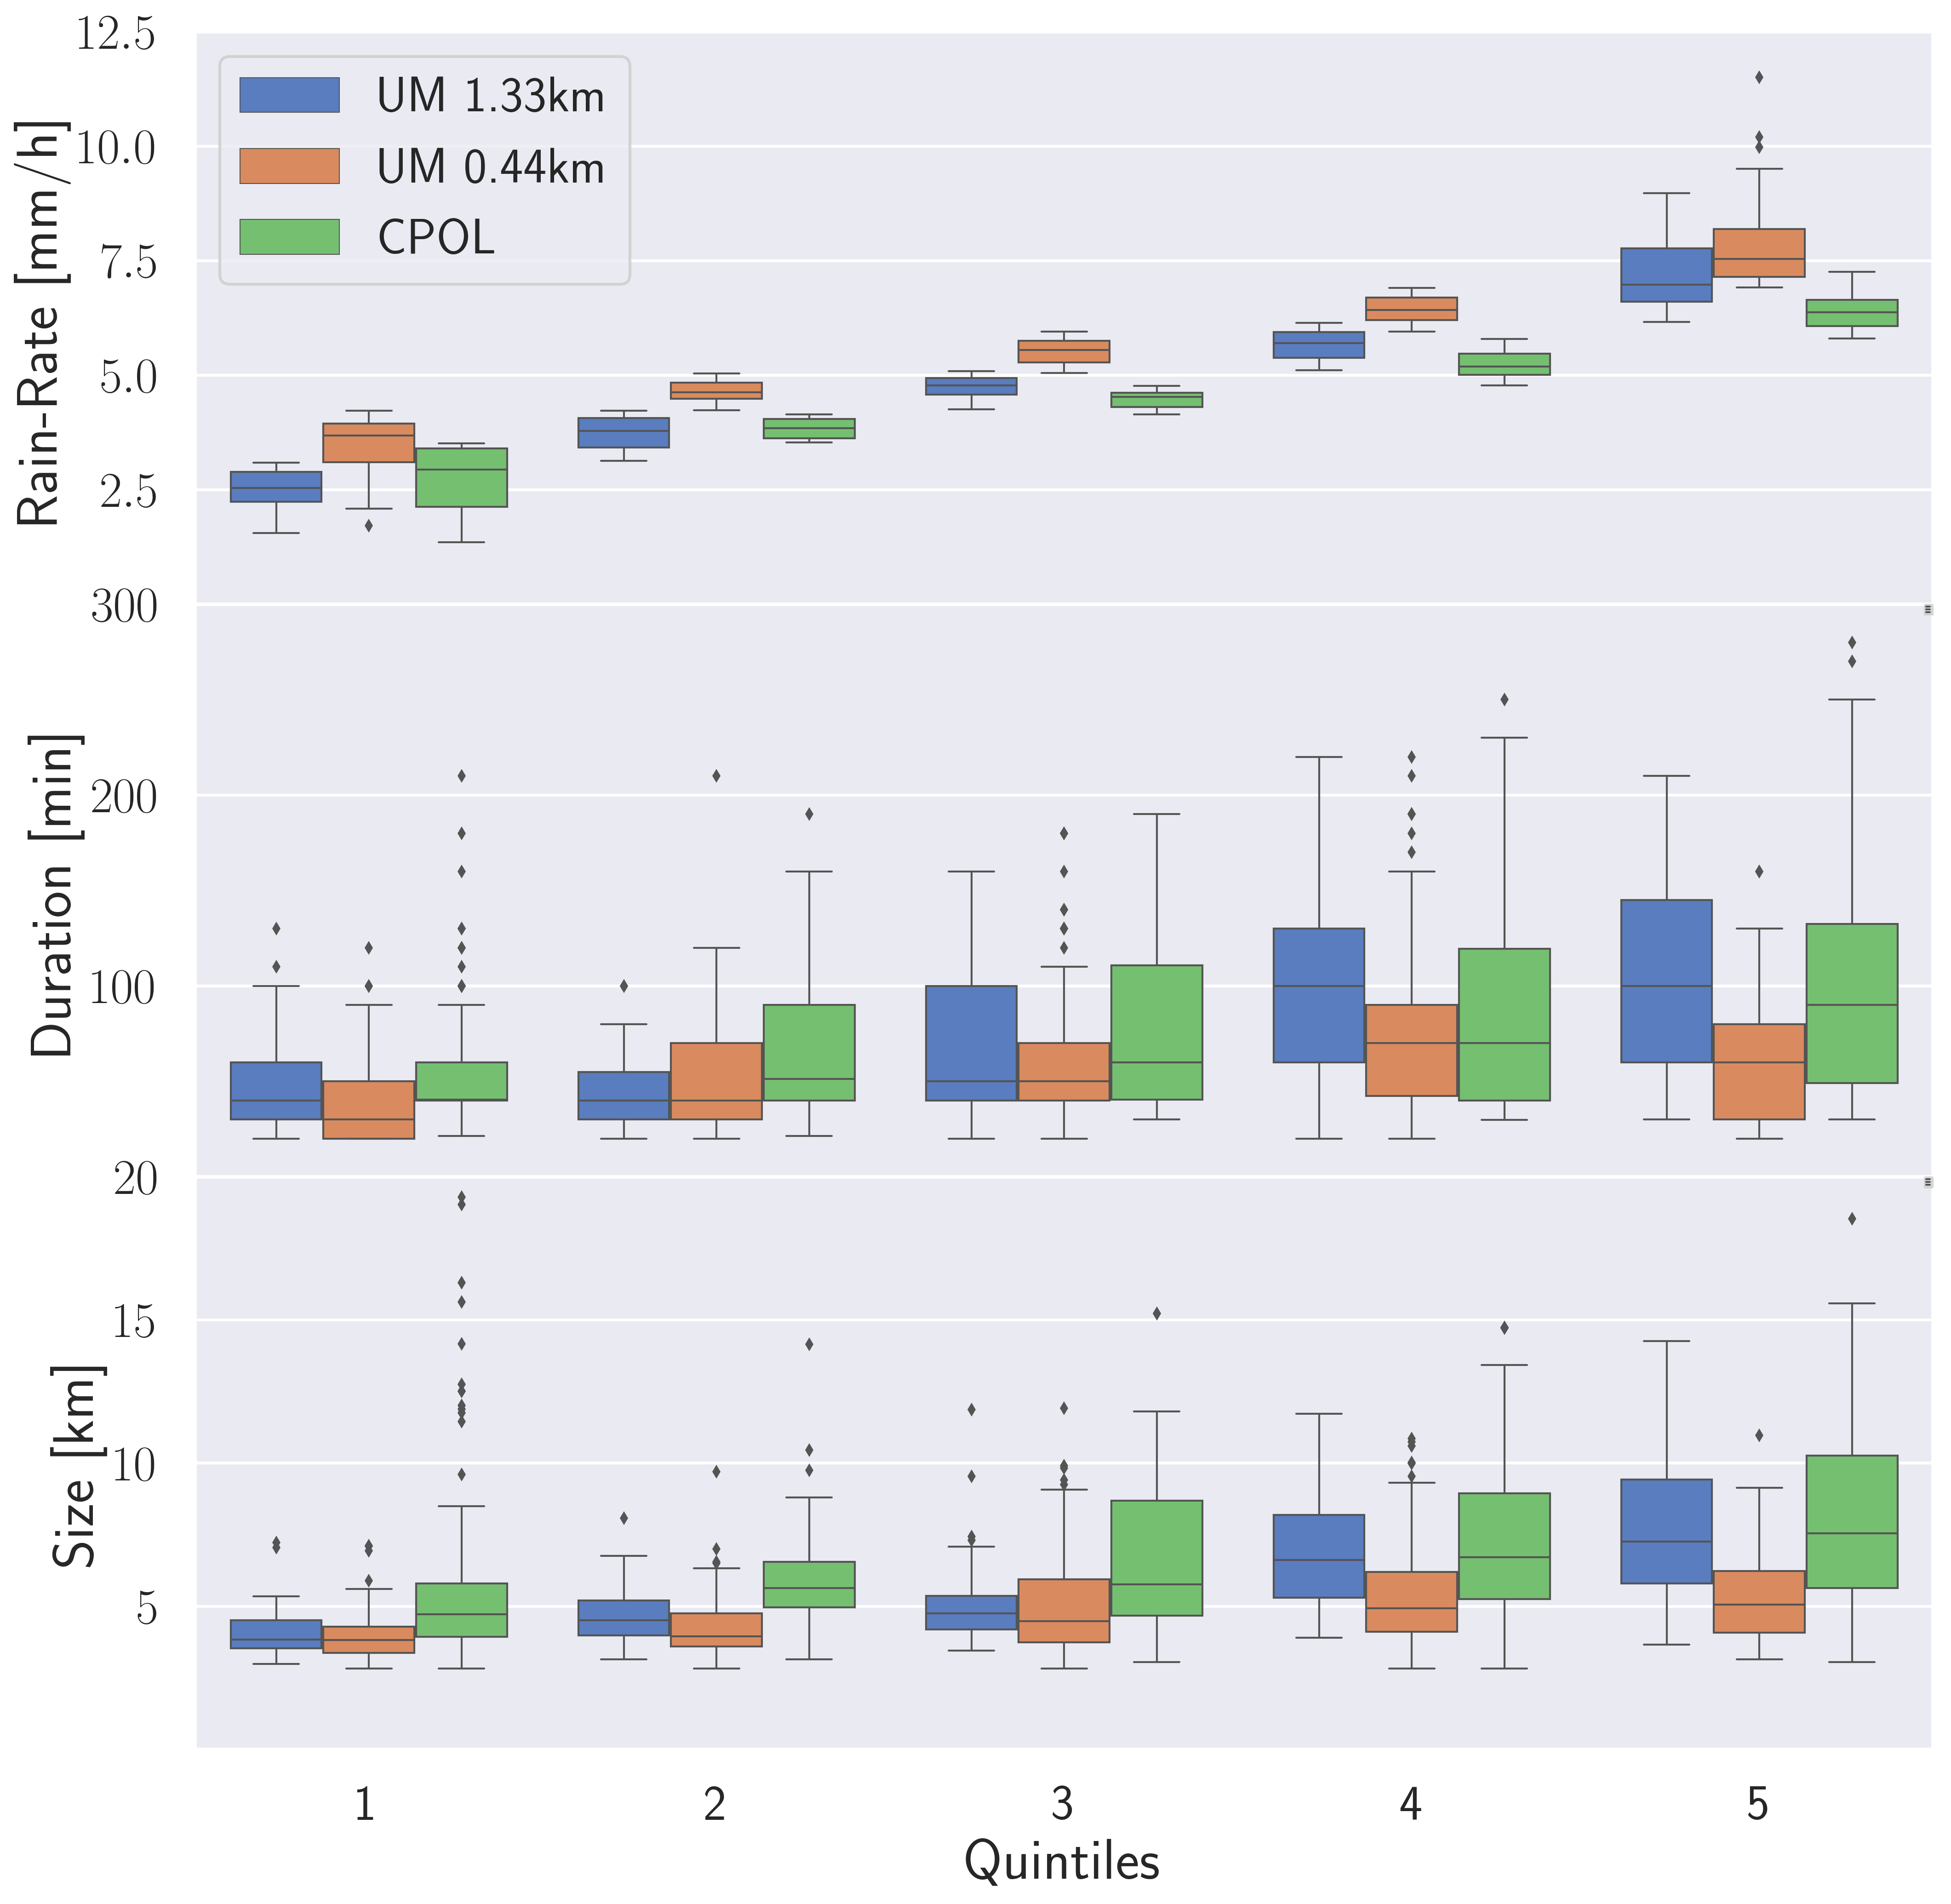 12.5
10.0
7.5
5.0
2.5
Rain-Rate [mm/h]
UM 1.33km
UM 0.44km
CPOL
300
200
100
Duration [min]
20
15
10
5
Size [km]
1 2 3 4 5
Quintiles